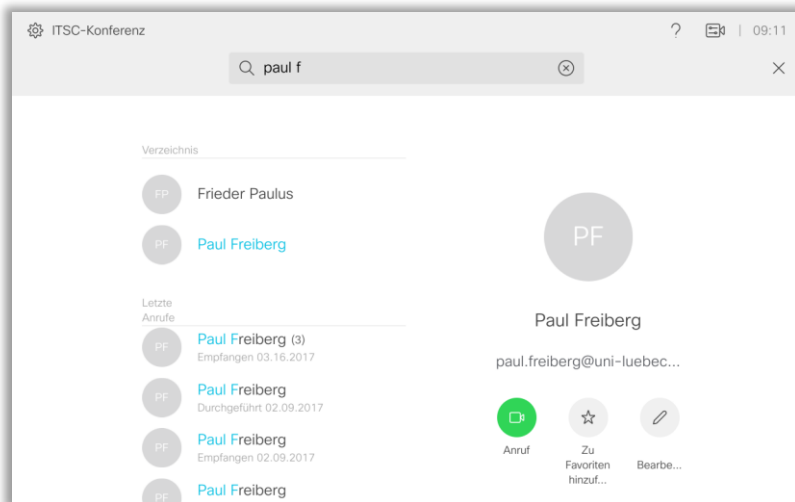 ITSC-Konferenz
? | 09:11
paul f
Verzeichnis
FP Frieder Paulus
PF Paul Freiberg
Letzte
Anrufe
PF Paul Freiberg (3)
Empfangen 03.16.2017
PF Paul Freiberg
Durchgeführt 02.09.2017
PF Paul Freiberg
Empfangen 02.09.2017
PF Paul Freiberg
PF
Paul Freiberg
paul.freiberg@uni-luebec...
Anruf
Zu
Favoriten
hinzuf...
Bearbe...